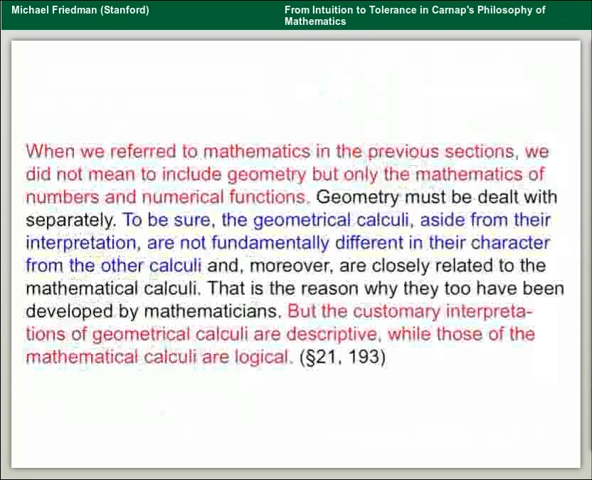 Michael Friedman (Stanford)
From Intuition to Tolerance in Carnap's Philosophy of
Mathematics
When we referred to mathematics in the previous sections, we
did not mean to include geometry but only the mathematics of
numbers and numerical functions. Geometry must be dealt with
separately. To be sure, the geometrical calculi, aside from their
interpretation, are not fundamentally different in their character
from the other calculi and, moreover, are closely related to the
mathematical calculi. That is the reason why they too have been
developed by mathematicians. But the customary interpreta-
tions of geometrical calculi are descriptive, while those of the
mathematical calculi are logical. (§21, 193)